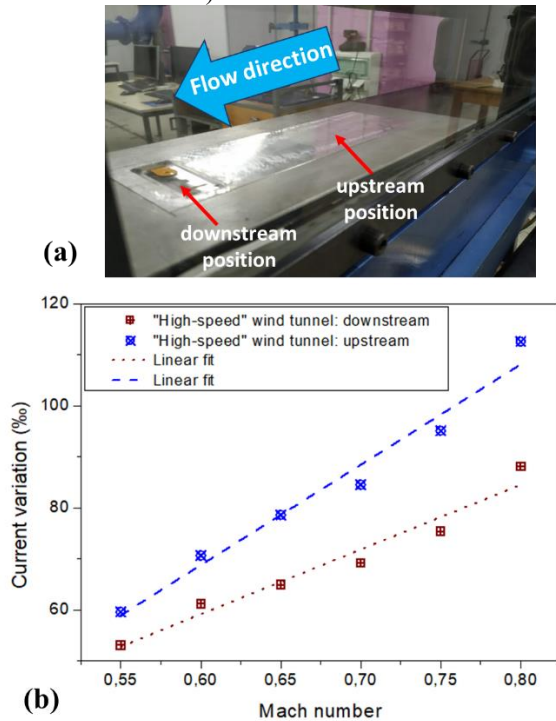 )
Flow direction
upstream
position
downstream
position
(a)
120
100
80
60
Current variation (‰)
"High-speed" wind tunnel: downstream
"High-speed" wind tunnel: upstream
Linear fit
Linear fit
0,55 0,60 0,65 0,70 0,75 0,80
Mach number
(b)